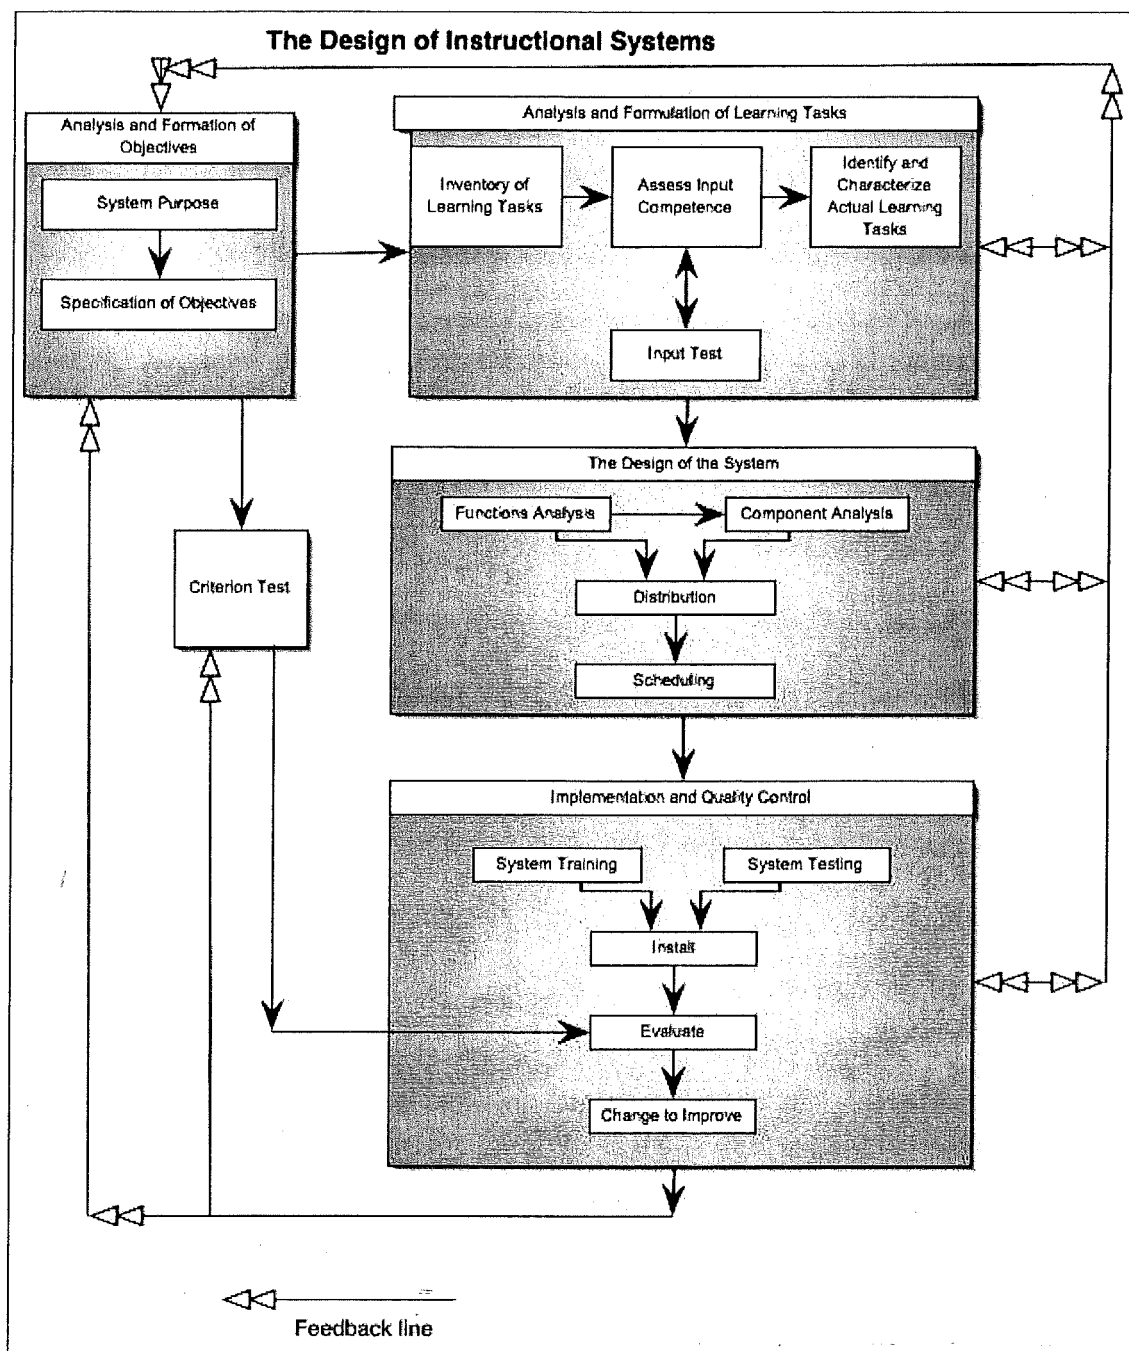 The Design of Instructional Systems
Analysis and Formation of
Objectives
System Purpose
Specification of Objectives
Analysis and Formulation of Learning Tasks
Inventory of
Learning Tasks
Assess Input
Competence
Identify and
Characterize
Actual Learning
Tasks
Input Test
The Design of the System
Functions Analysis
Component Analysis
Distribution
Scheduling
Criterion Test
Implementation and Quality Control
System Training
System Testing
Install
Evaluate
Change to Improve
Feedback line